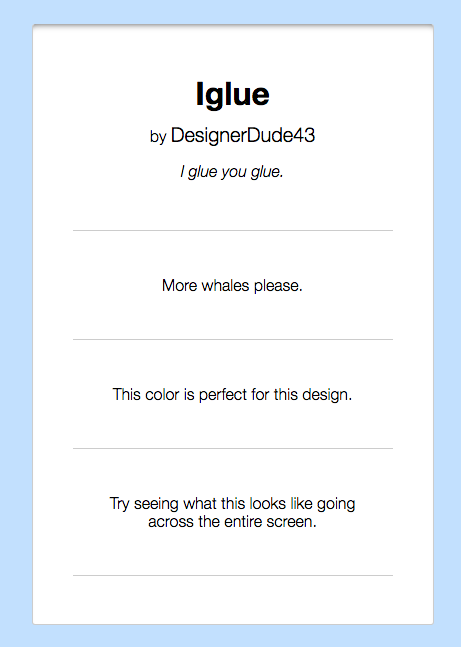 Iglue
by DesignerDude43
I glue you glue.
More whales please.
This color is perfect for this design.
Try seeing what this looks like going
across the entire screen.